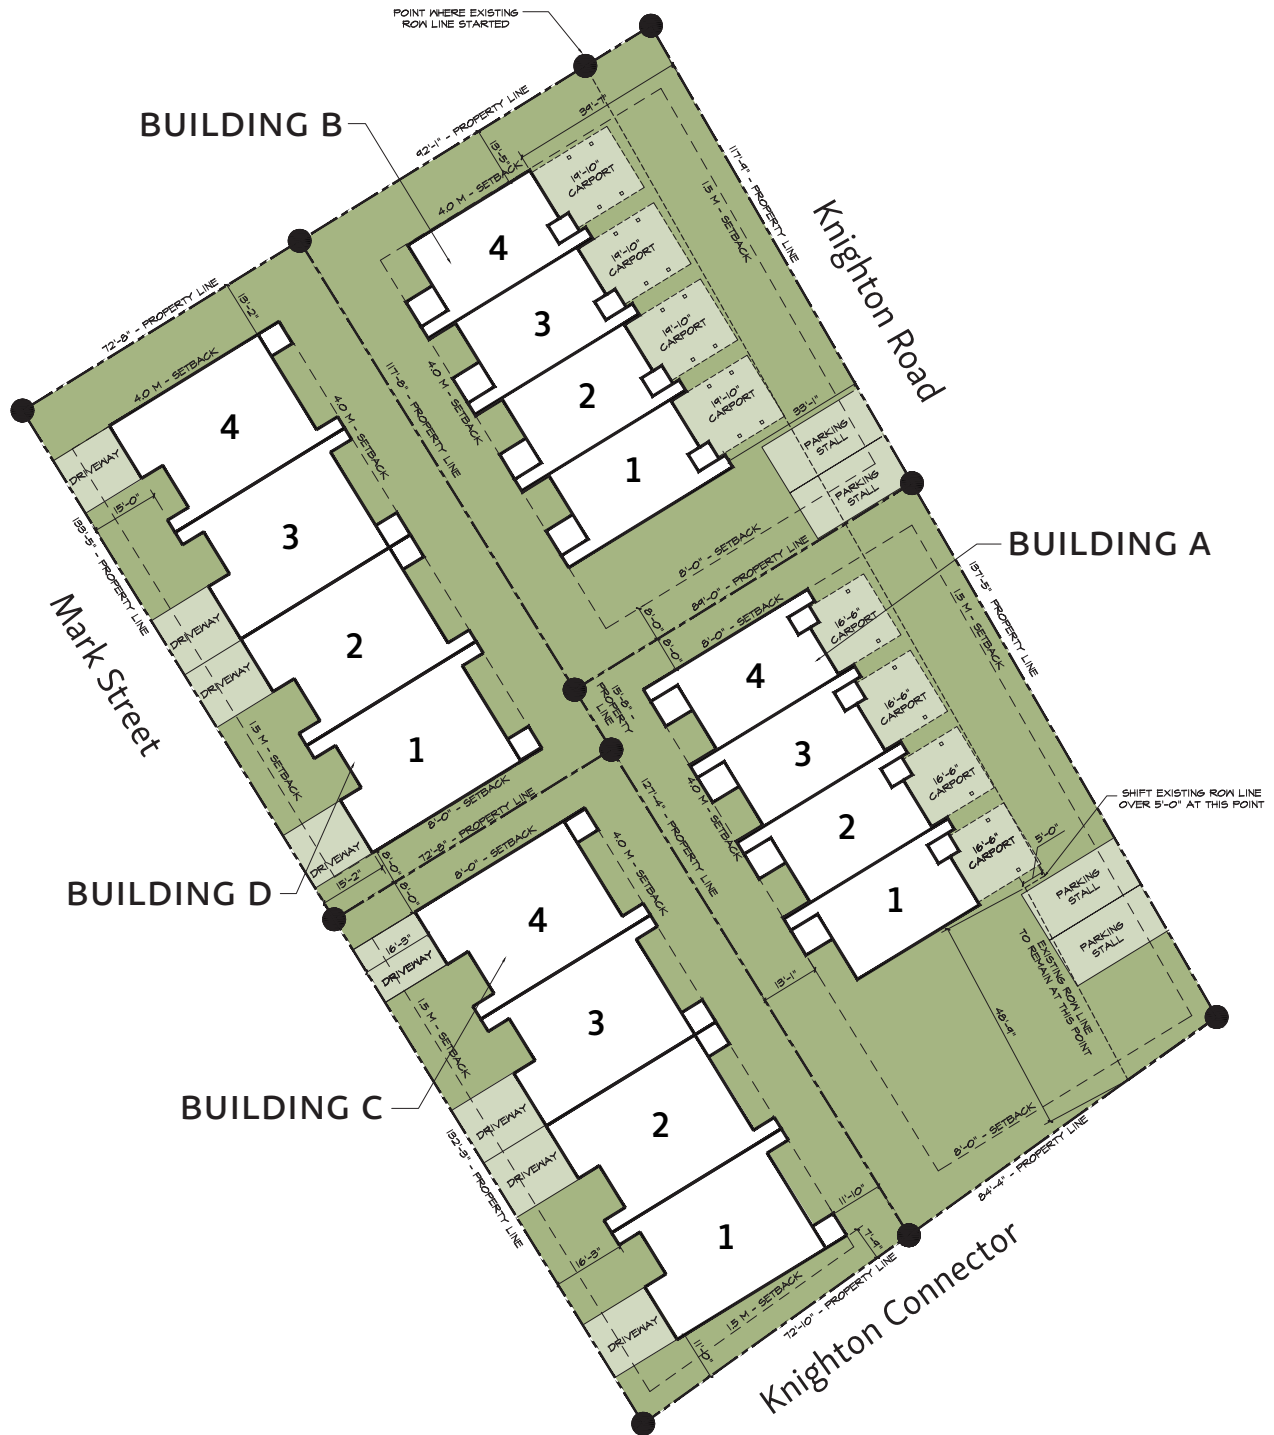 POINT WHERE EXISTING
ROW LINE STARTED
BUILDING B
92'-1" - PROPERTY LINE
39'-7"
13'-5"
4.0 M - SETBACK
19'-10"
CARPORT
1.5 M - SETBACK
117'-9" - PROPERTY LINE
Knighton Road
4
19'-10"
CARPORT
3
19'-10"
CARPORT
2
19'-10"
CARPORT
1
4.0 M - SETBACK
33'-1"
PARKING
STALL
PARKING
STALL
8'-0" - SETBACK
89'-0" - PROPERTY LINE
72'-8" - PROPERTY LINE
13'-2"
4.0 M - SETBACK
4.0 M - SETBACK
117'-8" - PROPERTY LINE
4
DRIVEWAY
15'-0"
133'-5" - PROPERTY LINE
3
DRIVEWAY
DRIVEWAY
2
Mark Street
1.5 M - SETBACK
1
DRIVEWAY
8'-0" - SETBACK
72'-8" - PROPERTY LINE
8'-0"
8'-0"
15'-2"
BUILDING D
BUILDING A
8'-0"
8'-0"
8'-0" - SETBACK
15'-8"
PROPERTY
LINE
137'-5" - PROPERTY LINE
1.5 M - SETBACK
16'-6"
CARPORT
4
16'-6"
CARPORT
3
16'-6"
CARPORT
2
16'-6"
CARPORT
1
4.0 M - SETBACK
5'-0"
SHIFT EXISTING ROW LINE
OVER 5'-0" AT THIS POINT
PARKING
STALL
PARKING
STALL
EXISTING ROW LINE
TO REMAIN AT THIS
POINT
48'-9"
13'-1"
8'-0" - SETBACK
84'-4" - PROPERTY LINE
8'-0" - SETBACK
4.0 M - SETBACK
127'-4" - PROPERTY LINE
16'-3"
DRIVEWAY
4
1.5 M - SETBACK
3
BUILDING C
DRIVEWAY
DRIVEWAY
2
132'-3" - PROPERTY LINE
16'-3"
1
11'-10"
7'-9"
DRIVEWAY
11'-0"
1.5 M - SETBACK
72'-10" - PROPERTY LINE
Knighton Connector